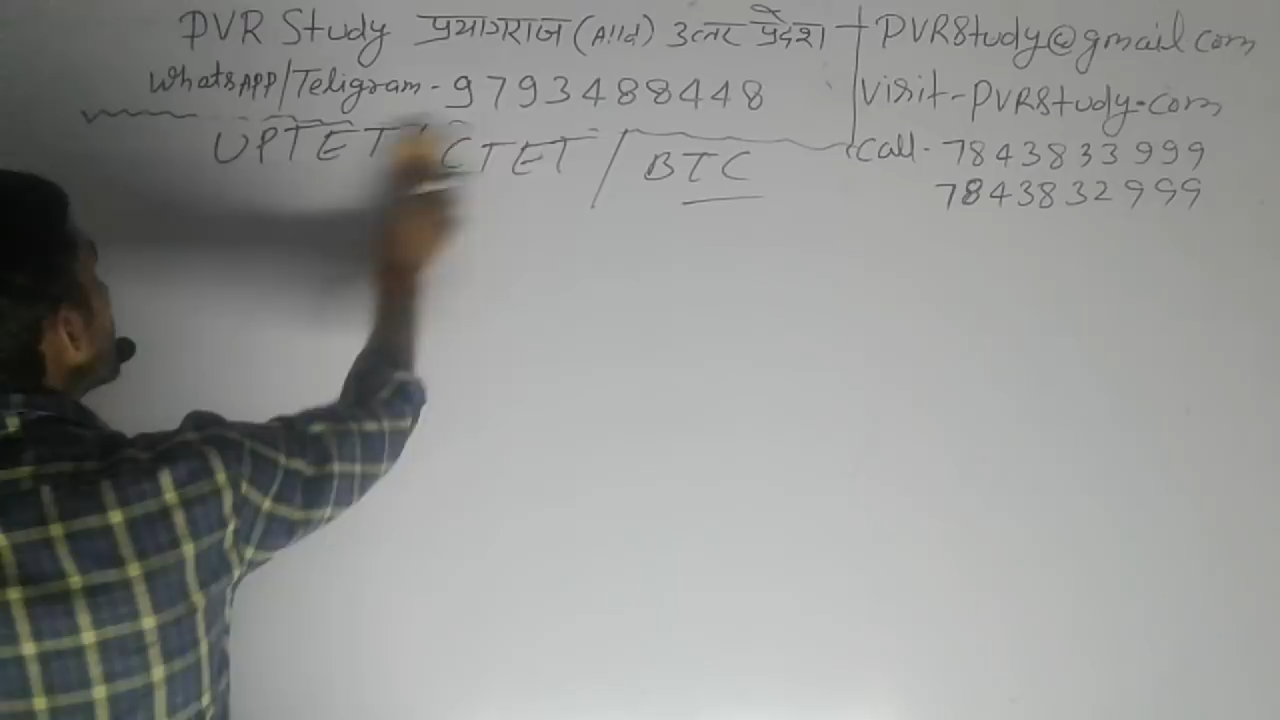 PVR Study प्रयागराज (Alld) उत्तर प्रदेश
WhatsAPP/Teligram - 9793488448
UPTET / CTET / BTC
PVRStudy@gmail com
Visit - PVRStudy.com
Call - 7843833999
7843832999